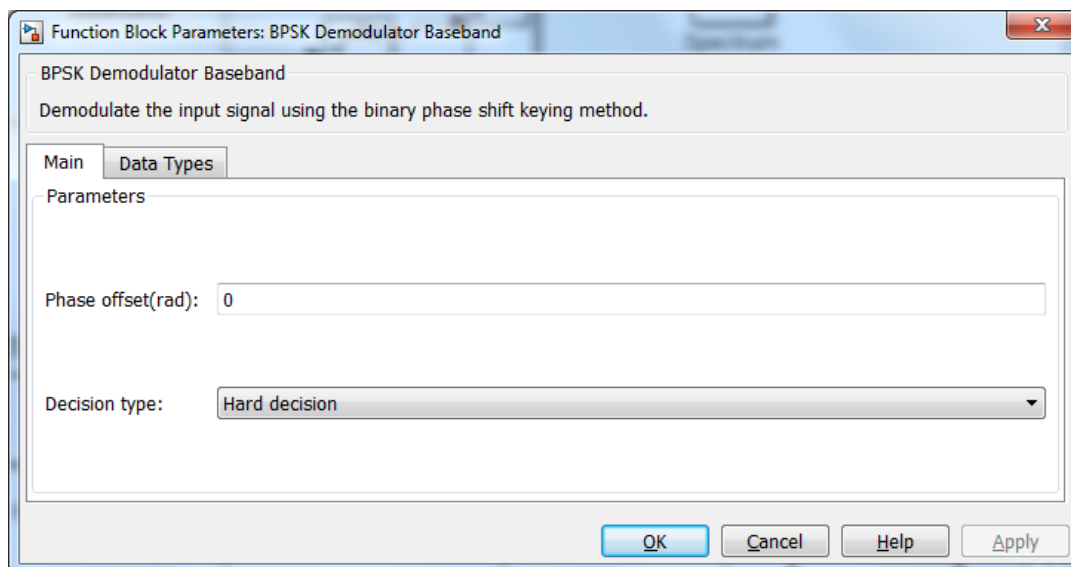 Function Block Parameters: BPSK Demodulator Baseband
Spectrum
BPSK Demodulator Baseband
Demodulate the input signal using the binary phase shift keying method.
Main
Data Types
Parameters
Phase offset(rad):
0
Decision type:
Hard decision
OK
Cancel
Help
Apply